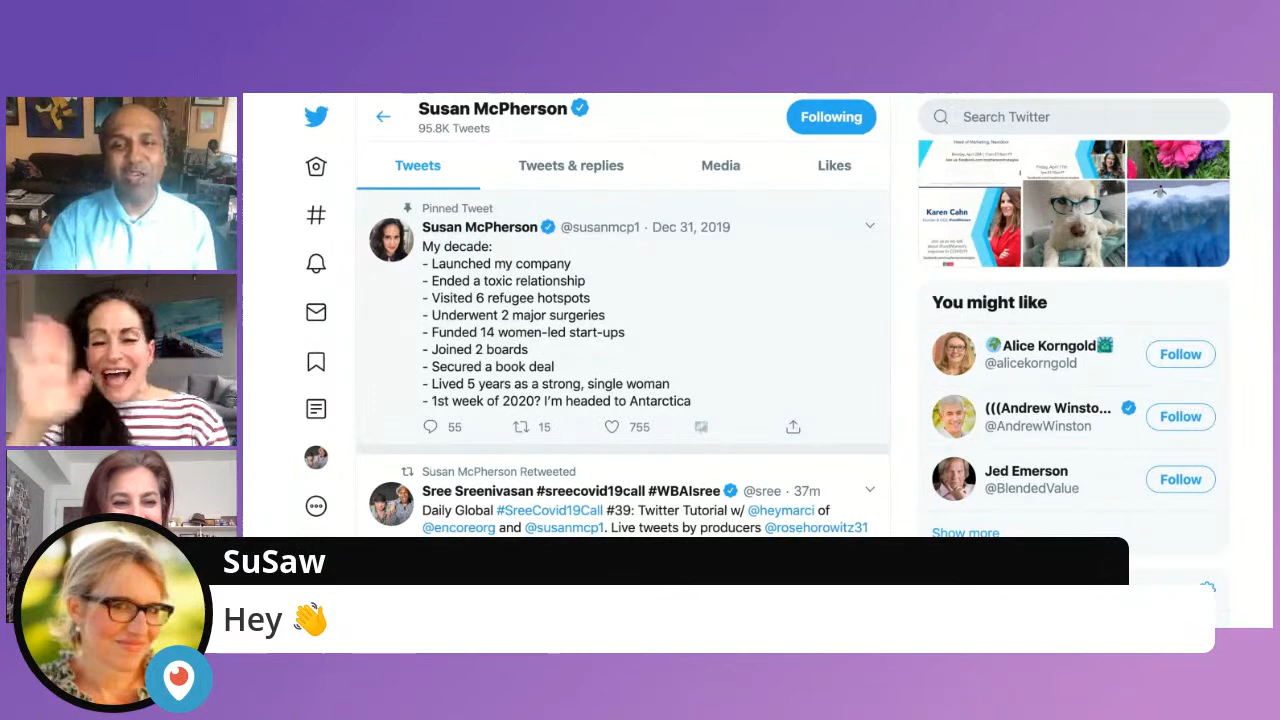 Susan McPherson
95.8K Tweets
Following
Tweets
Tweets & replies
Media
Likes
Pinned Tweet
Susan McPherson @susanmcp1 · Dec 31, 2019
My decade:
- Launched my company
- Ended a toxic relationship
- Visited 6 refugee hotspots
- Underwent 2 major surgeries
- Funded 14 women-led start-ups
- Joined 2 boards
- Secured a book deal
- Lived 5 years as a strong, single woman
- 1st week of 2020? I'm headed to Antarctica
55
15
755
Susan McPherson Retweeted
Sree Sreenivasan #sreecovid19call #WBAIsree @sree · 37m
Daily Global #SreeCovid19Call #39: Twitter Tutorial w/ @heymarci of
@encoreorg and @susanmcp1. Live tweets by producers @rosehorowitz31
Search Twitter
Karen Cahn
You might like
🌍Alice Korngold🗽
@alicekorngold
Follow
(((Andrew Winsto...
@AndrewWinston
Follow
Jed Emerson
@BlendedValue
Follow
Show more
SuSaw
Hey 👋